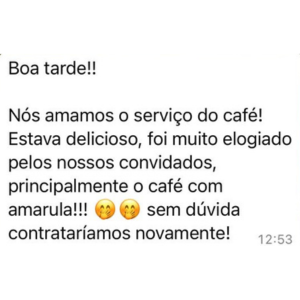 Boa tarde!!
Nós amamos o serviço do café!
Estava delicioso, foi muito elogiado
pelos nossos convidados,
principalmente o café com
amarula!!! 🤭🤭 sem dúvida
contrataríamos novamente!
12:53